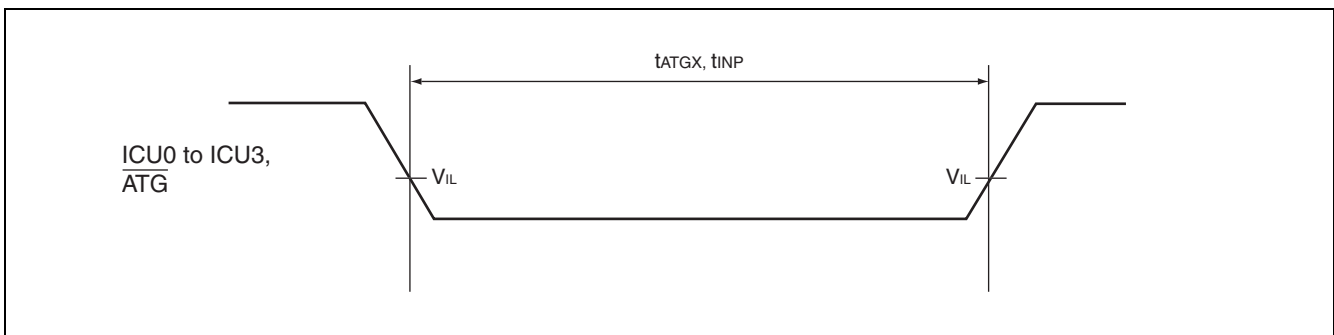 tATGX, tINP
ICU0 to ICU3,
ATG
VIL
VIL